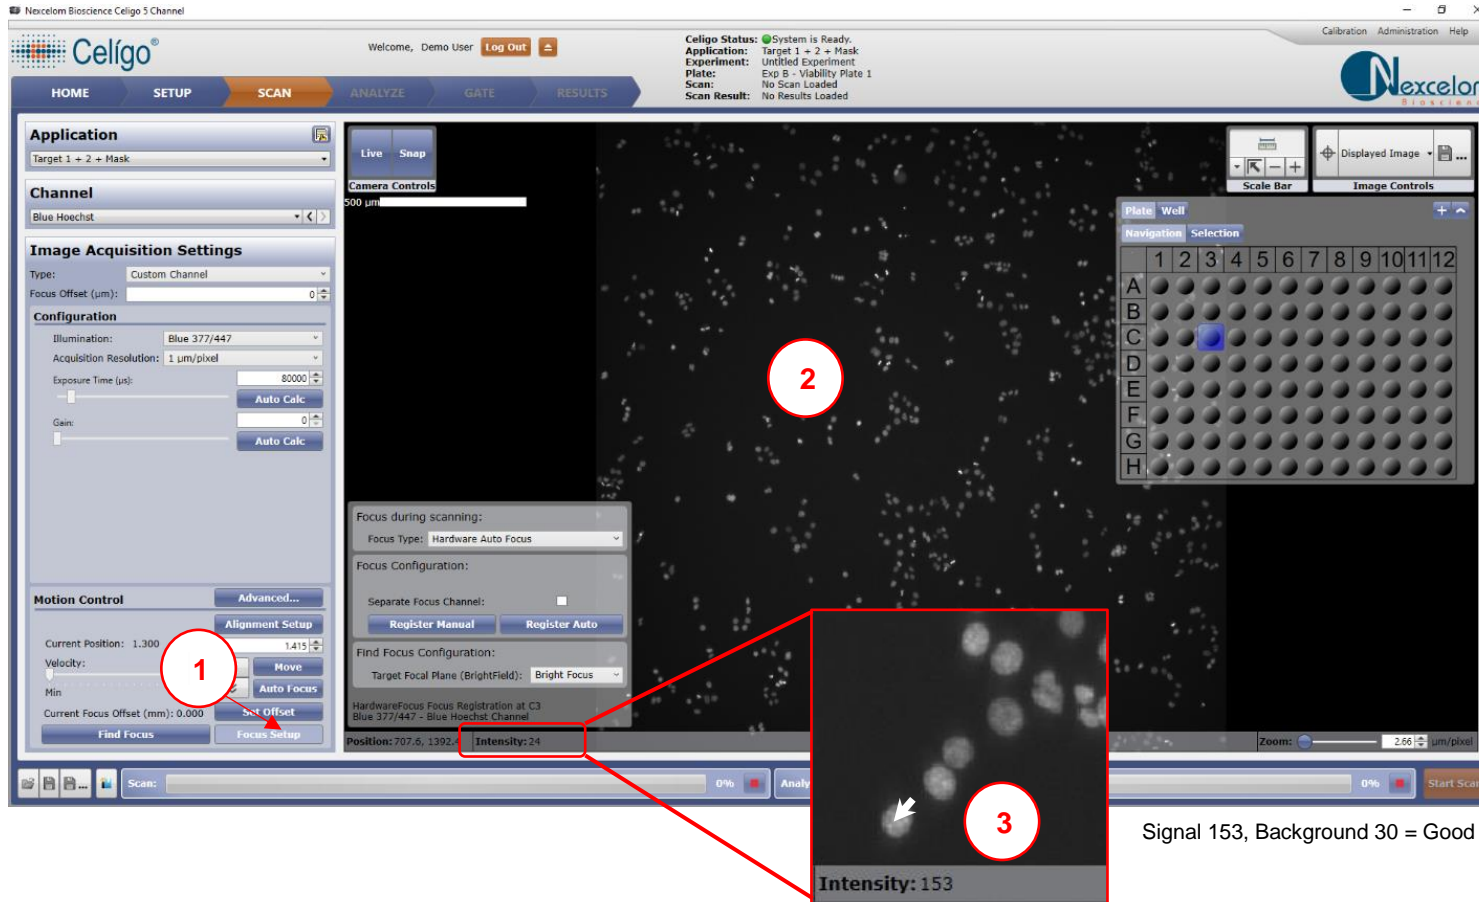 Nexcelom Bioscience Celigo 5 Channel
Celígo®
Welcome, Demo User Log Out
Celigo Status: System is Ready.
Application: Target 1 + 2 + Mask
Experiment: Untitled Experiment
Plate: Exp B - Viability Plate 1
Scan: No Scan Loaded
Scan Result: No Results Loaded
Calibration Administration Help
Nexcelom
Bioscience
HOME SETUP SCAN ANALYZE GATE RESULTS
Application
Target 1 + 2 + Mask
Channel
Blue Hoechst
Image Acquisition Settings
Type: Custom Channel
Focus Offset (µm): 0
Configuration
Illumination: Blue 377/447
Acquisition Resolution: 1 µm/pixel
Exposure Time (µs): 80000
Auto Calc
Gain: 0
Auto Calc
Motion Control Advanced...
Alignment Setup
Current Position: 1.300 1.415
Velocity: Move
Min Auto Focus
Current Focus Offset (mm): 0.000 Set Offset
Find Focus Focus Setup
1
Live Snap
Camera Controls
500 µm
2
Scale Bar
Displayed Image ...
Image Controls
Plate Well
Navigation Selection
1 2 3 4 5 6 7 8 9 10 11 12
A
B
C
D
E
F
G
H
Focus during scanning:
Focus Type: Hardware Auto Focus
Focus Configuration:
Separate Focus Channel:
Register Manual Register Auto
Find Focus Configuration:
Target Focal Plane (BrightField): Bright Focus
HardwareFocus Focus Registration at C3
Blue 377/447 - Blue Hoechst Channel
Position: 707.6, 1392.4 Intensity: 24
Zoom: 2.66 µm/pixel
Scan: 0% Analy 0% Start Scan
3
Intensity: 153
Signal 153, Background 30 = Good